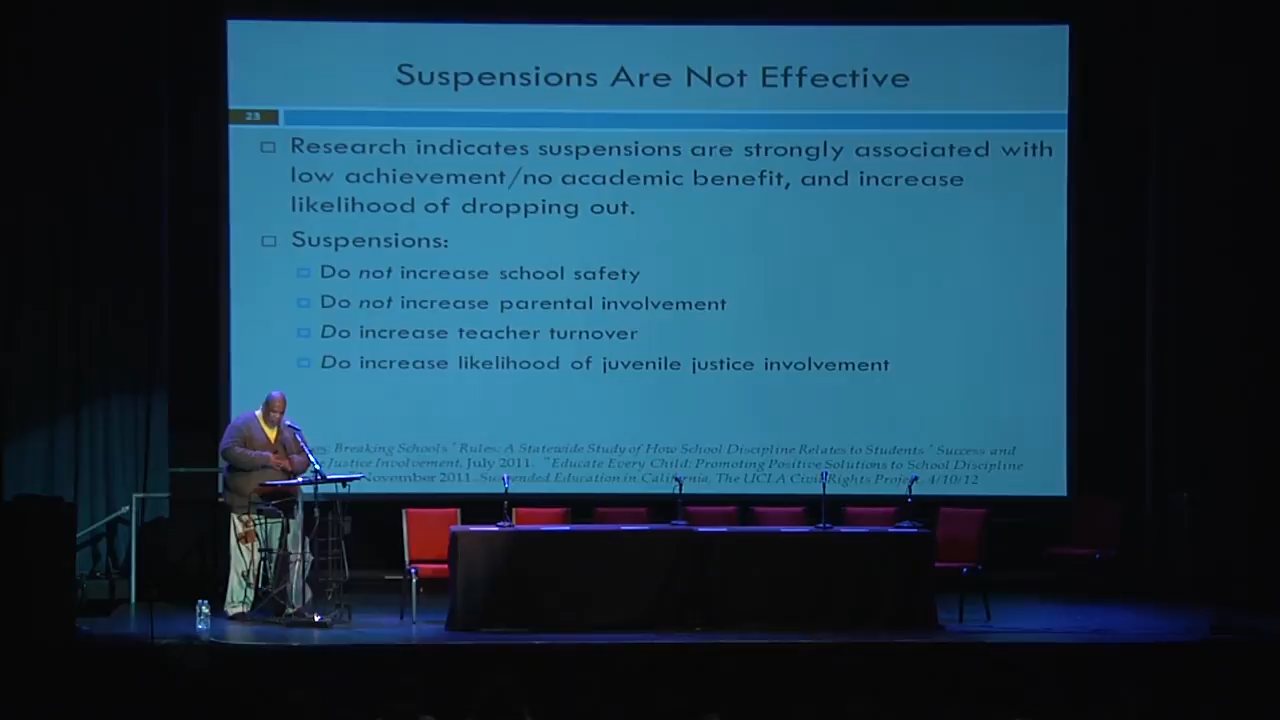 Suspensions Are Not Effective
23
Research indicates suspensions are strongly associated with
low achievement/no academic benefit, and increase
likelihood of dropping out.
Suspensions:
Do not increase school safety
Do not increase parental involvement
Do increase teacher turnover
Do increase likelihood of juvenile justice involvement
Breaking Schools' Rules: A Statewide Study of How School Discipline Relates to Students' Success and
Justice Involvement, July 2011. "Educate Every Child: Promoting Positive Solutions to School Discipline
November 2011. Suspended Education in California, The UCLA Civil Rights Project, 4/10/12